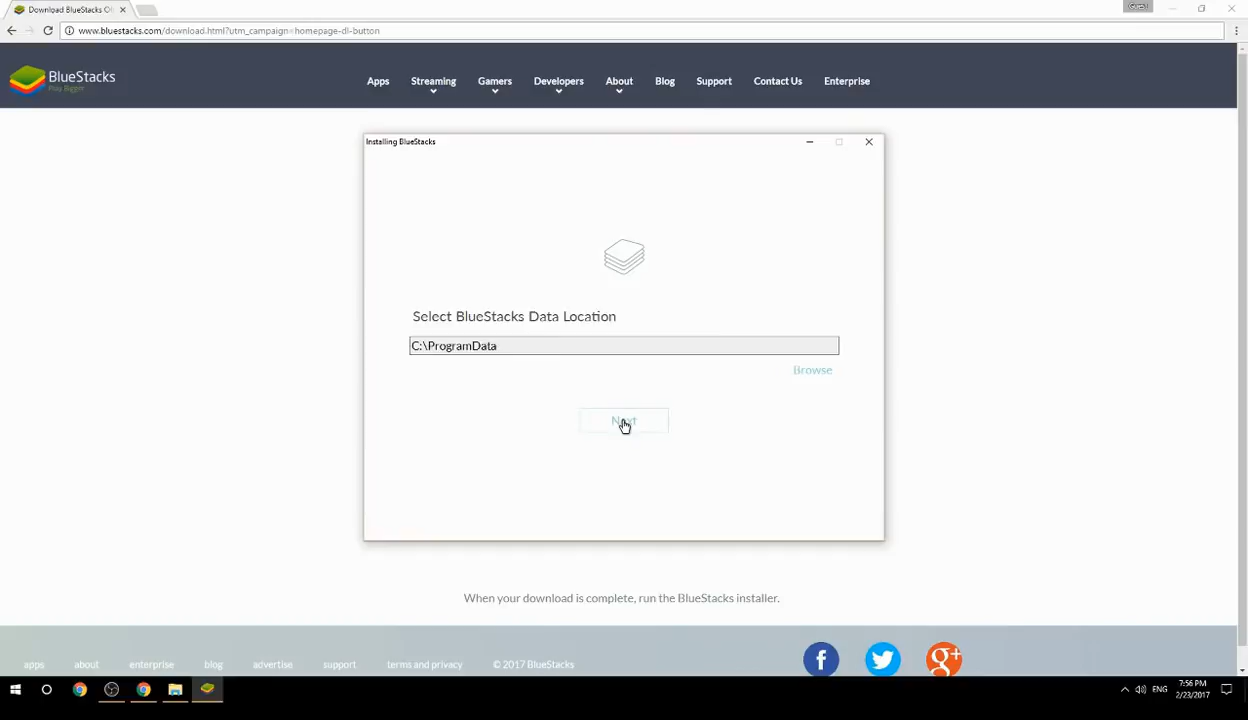 Download BlueStacks
Guest
www.bluestacks.com/download.html?utm_campaign=homepage-dl-button
BlueStacks
Play Bigger
Apps Streaming Gamers Developers About Blog Support Contact Us Enterprise
Installing BlueStacks
Select BlueStacks Data Location
C:\ProgramData
Browse
Next
When your download is complete, run the BlueStacks installer.
apps about enterprise blog advertise support terms and privacy © 2017 BlueStacks
f g+
ENG 7:56 PM
2/23/2017